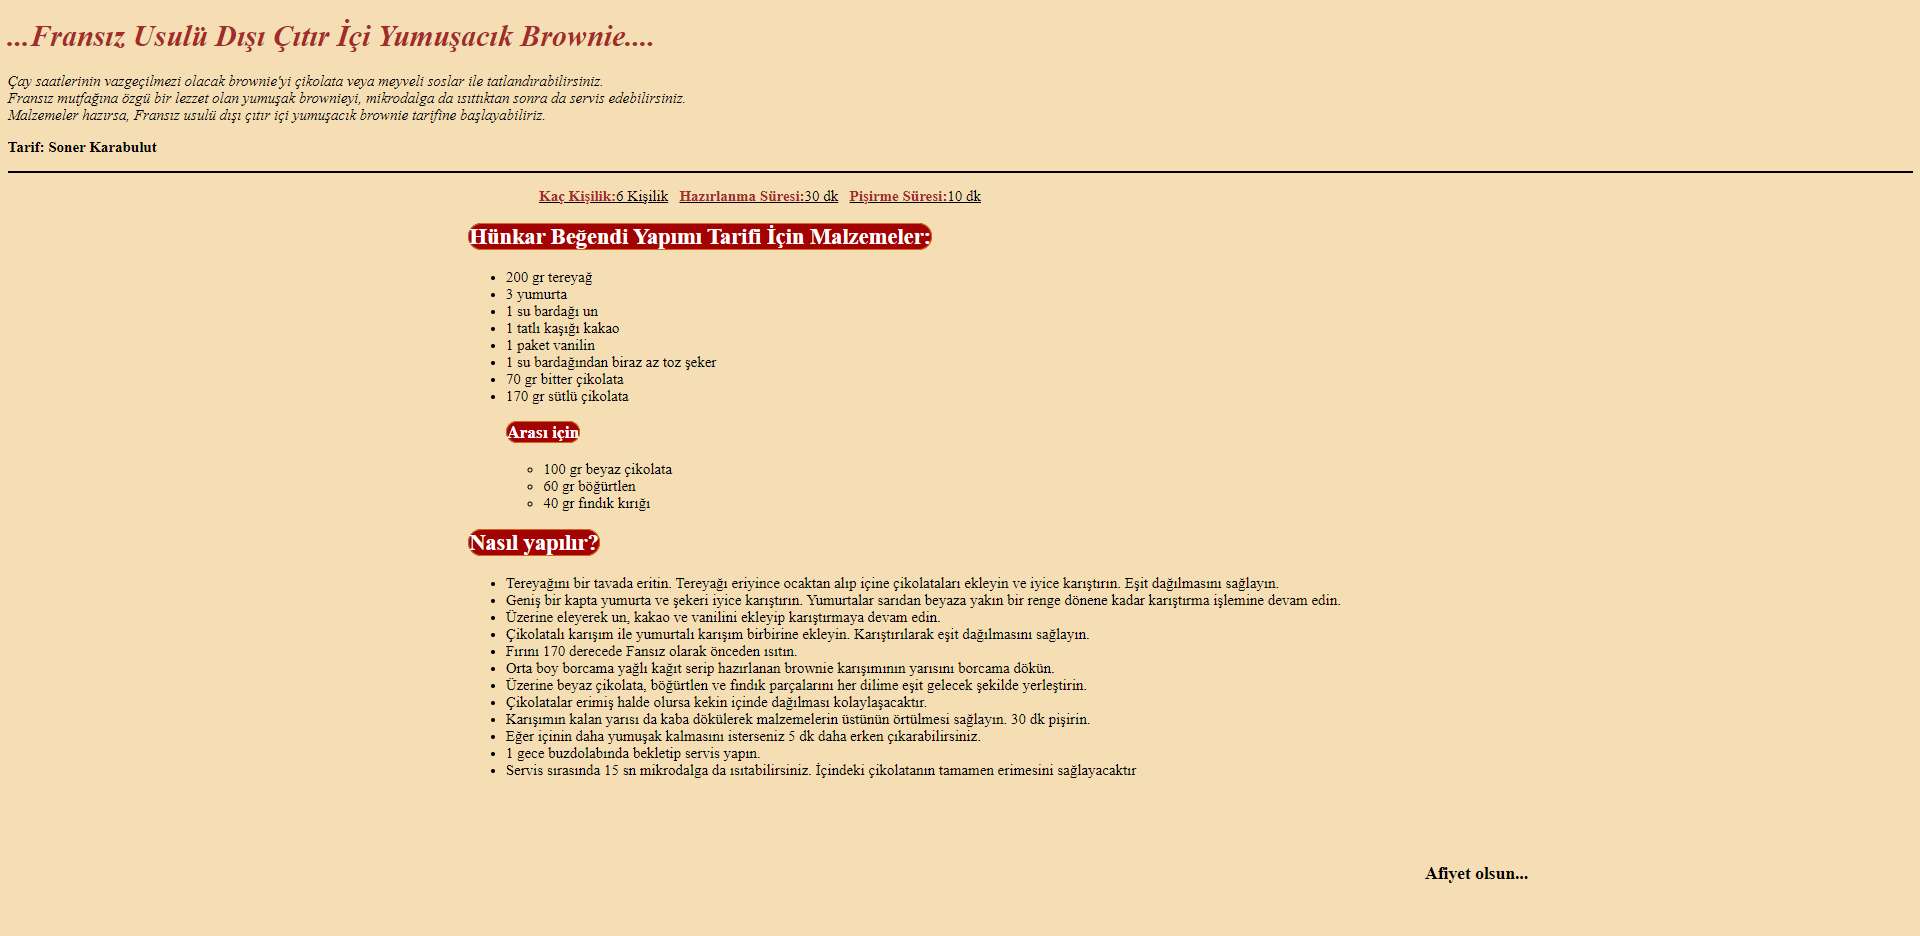 ...Fransız Usulü Dışı Çıtır İçi Yumuşacık Brownie....
Çay saatlerinin vazgeçilmezi olacak brownie'yi çikolata veya meyveli soslar ile tatlandırabilirsiniz.
Fransız mutfağına özgü bir lezzet olan yumuşak brownieyi, mikrodalga da ısıttıktan sonra da servis edebilirsiniz.
Malzemeler hazırsa, Fransız usulü dışı çıtır içi yumuşacık brownie tarifine başlayabiliriz.
Tarif: Soner Karabulut
Kaç Kişilik:6 Kişilik Hazırlanma Süresi:30 dk Pişirme Süresi:10 dk
Hünkar Beğendi Yapımı Tarifi İçin Malzemeler:
• 200 gr tereyağ
• 3 yumurta
• 1 su bardağı un
• 1 tatlı kaşığı kakao
• 1 paket vanilin
• 1 su bardağından biraz az toz şeker
• 70 gr bitter çikolata
• 170 gr sütlü çikolata
Arası için
◦ 100 gr beyaz çikolata
◦ 60 gr böğürtlen
◦ 40 gr fındık kırığı
Nasıl yapılır?
• Tereyağını bir tavada eritin. Tereyağı eriyince ocaktan alıp içine çikolataları ekleyin ve iyice karıştırın. Eşit dağılmasını sağlayın.
• Geniş bir kapta yumurta ve şekeri iyice karıştırın. Yumurtalar sarıdan beyaza yakın bir renge dönene kadar karıştırma işlemine devam edin.
• Üzerine eleyerek un, kakao ve vanilini ekleyip karıştırmaya devam edin.
• Çikolatalı karışım ile yumurtalı karışım birbirine ekleyin. Karıştırılarak eşit dağılmasını sağlayın.
• Fırını 170 derecede Fansız olarak önceden ısıtın.
• Orta boy borcama yağlı kağıt serip hazırlanan brownie karışımının yarısını borcama dökün.
• Üzerine beyaz çikolata, böğürtlen ve fındık parçalarını her dilime eşit gelecek şekilde yerleştirin.
• Çikolatalar erimiş halde olursa kekin içinde dağılması kolaylaşacaktır.
• Karışımın kalan yarısı da kaba dökülerek malzemelerin üstünün örtülmesi sağlayın. 30 dk pişirin.
• Eğer içinin daha yumuşak kalmasını isterseniz 5 dk daha erken çıkarabilirsiniz.
• 1 gece buzdolabında bekletip servis yapın.
• Servis sırasında 15 sn mikrodalga da ısıtabilirsiniz. İçindeki çikolatanın tamamen erimesini sağlayacaktır
Afiyet olsun...